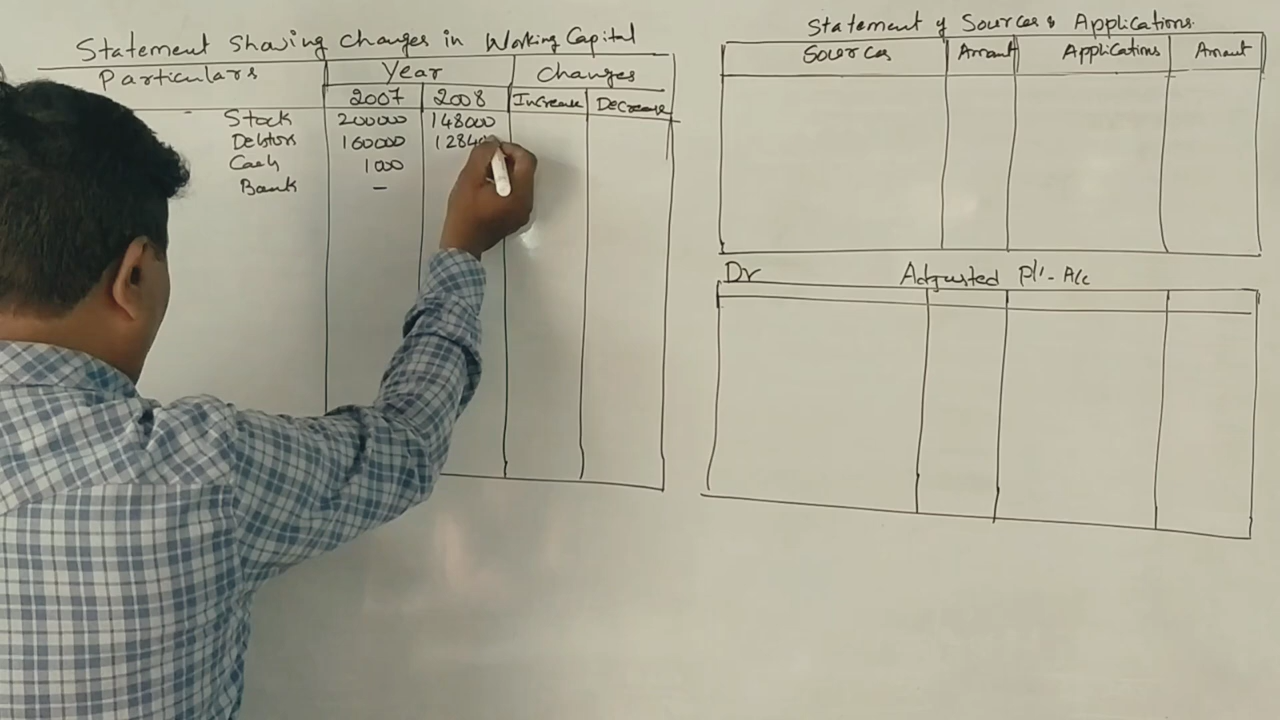 Statement Showing Changes in Working Capital
Particulars Year Changes
2007 2008 Increase Decrease
Stock 200000 148000
Debtors 160000 1284
Cash 1000
Bank –
Statement of Sources & Applications.
Sources Amount Applications Amount
Dr Adjusted P/L A/c